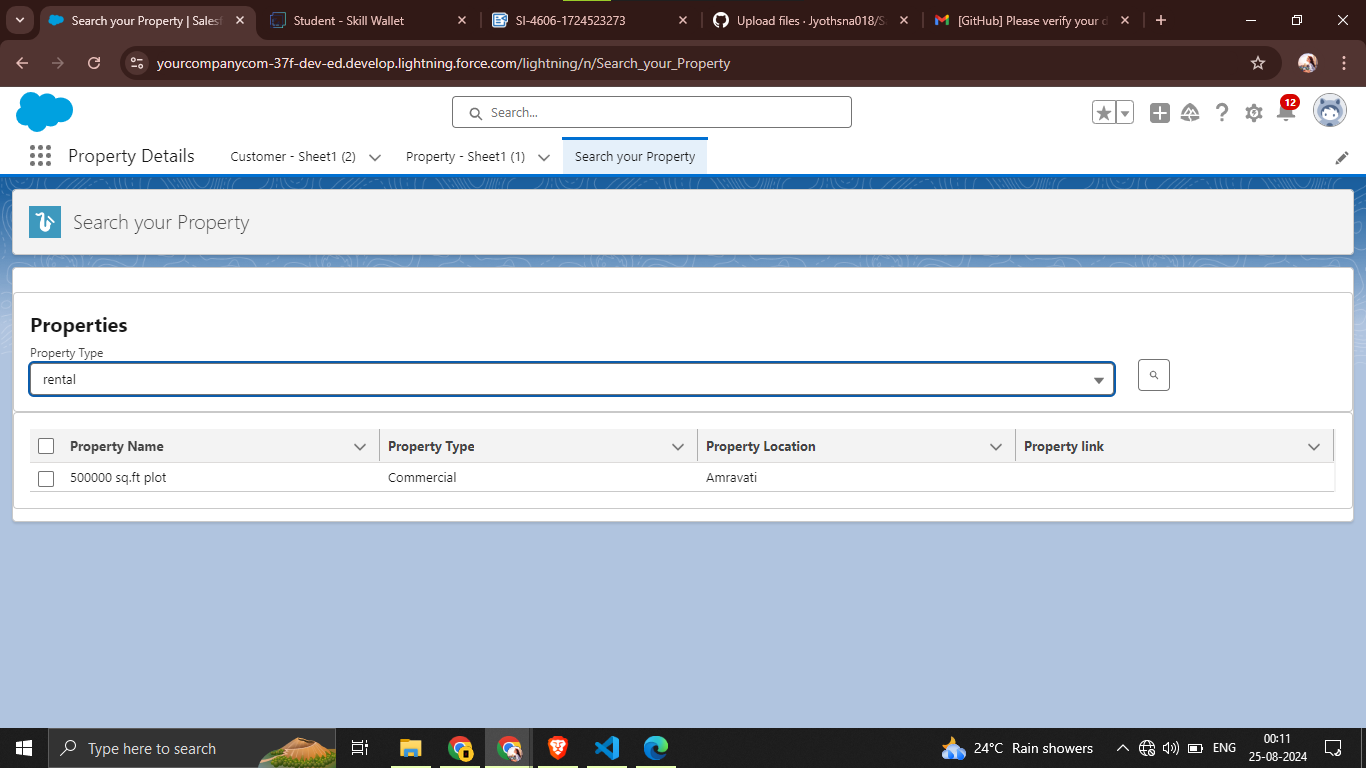 Search your Property | Salesf
Student - Skill Wallet
SI-4606-1724523273
Upload files · Jyothsna018/Sa
[GitHub] Please verify your d
yourcompanycom-37f-dev-ed.develop.lightning.force.com/lightning/n/Search_your_Property
Search...
12
Property Details
Customer - Sheet1 (2)
Property - Sheet1 (1)
Search your Property
Search your Property
Properties
Property Type
rental
Property Name Property Type Property Location Property link
500000 sq.ft plot Commercial Amravati
Type here to search
24°C Rain showers
ENG
00:11
25-08-2024